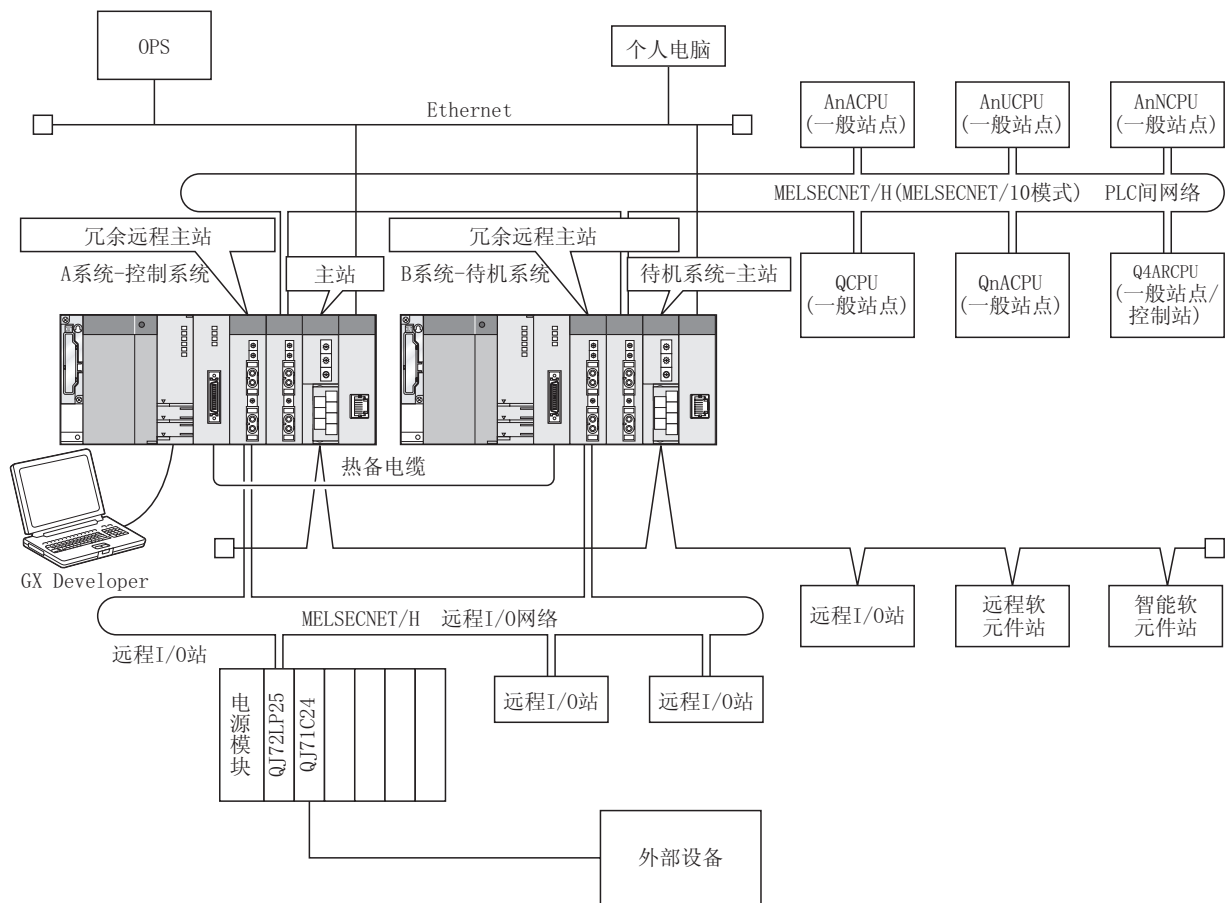 OPS
个人电脑
Ethernet
AnACPU
(一般站点)
AnUCPU
(一般站点)
AnNCPU
(一般站点)
MELSECNET/H(MELSECNET/10模式) PLC间网络
冗余远程主站
A系统-控制系统
主站
冗余远程主站
B系统-待机系统
待机系统-主站
QCPU
(一般站点)
QnACPU
(一般站点)
Q4ARCPU
(一般站点/
控制站)
热备电缆
GX Developer
MELSECNET/H 远程I/O网络
远程I/O站
远程I/O站
远程软
元件站
智能软
元件站
电源模块
QJ72LP25
QJ71C24
远程I/O站
远程I/O站
外部设备